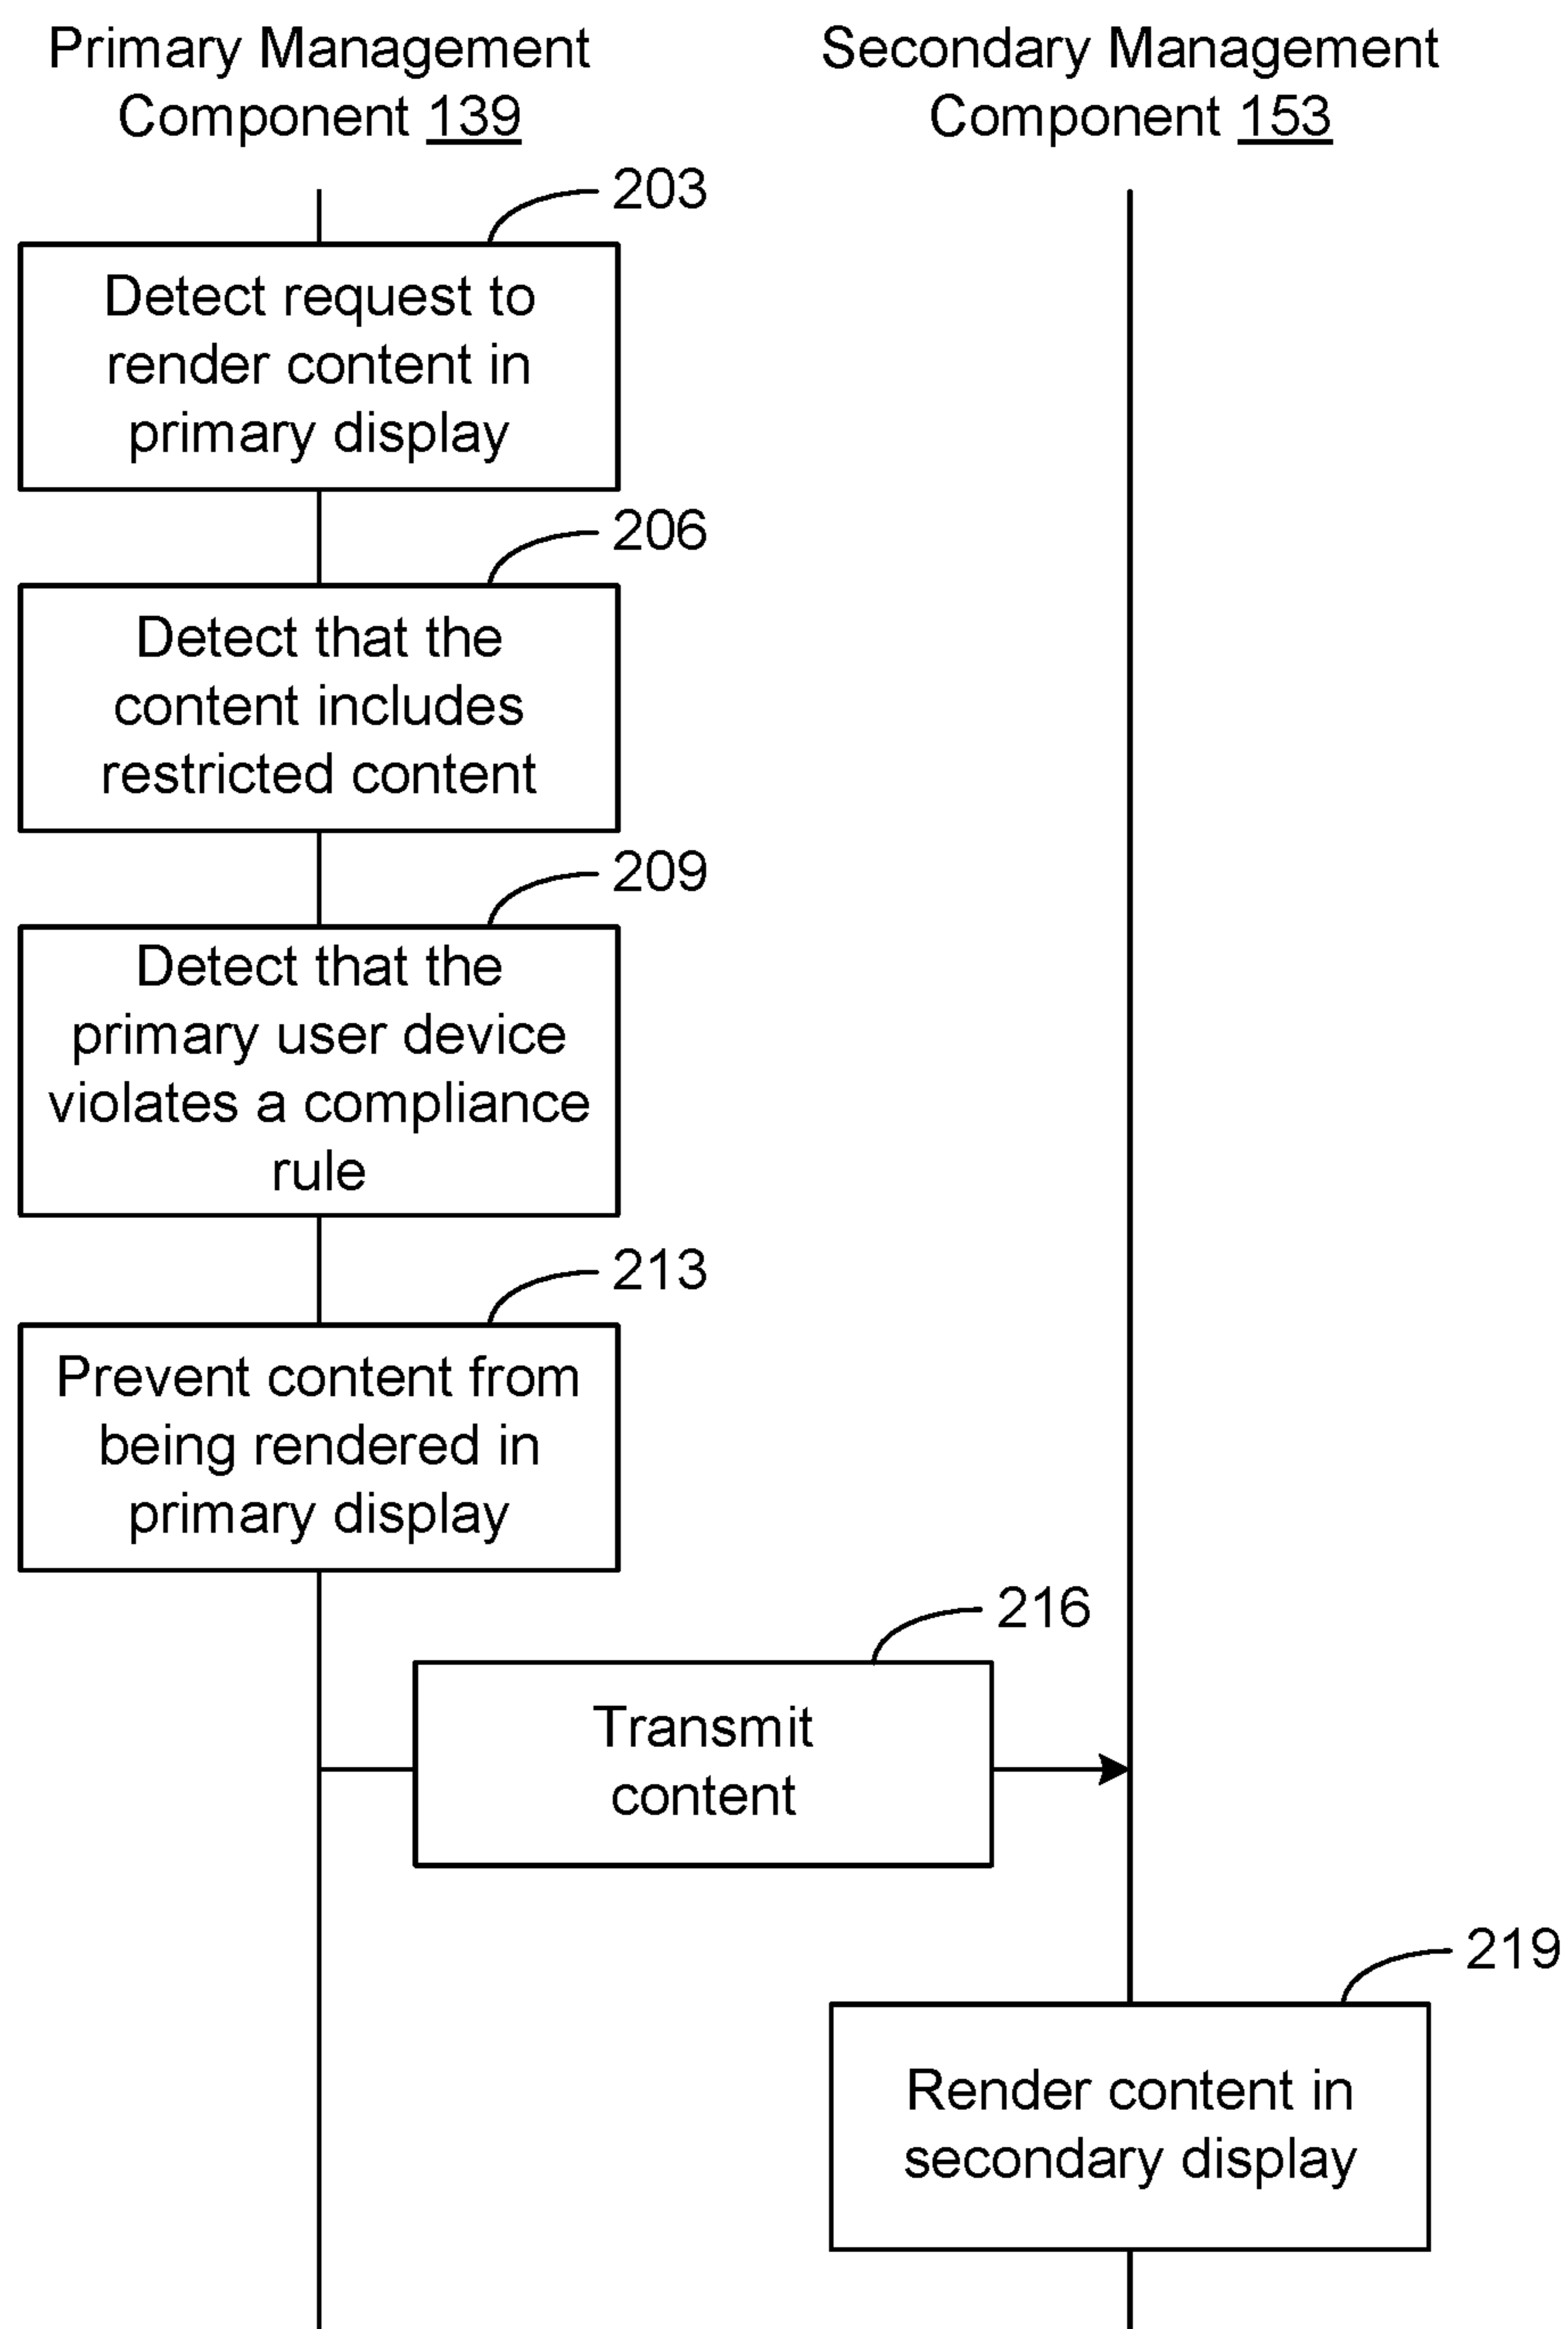 Primary Management
Component 139
Secondary Management
Component 153
203
Detect request to
render content in
primary display
206
Detect that the
content includes
restricted content
209
Detect that the
primary user device
violates a compliance
rule
213
Prevent content from
being rendered in
primary display
216
Transmit
content
219
Render content in
secondary display